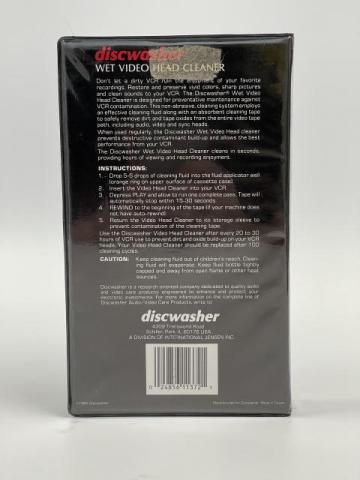 discwasher
WET VIDEO HEAD CLEANER
Don't let a dirty VCR ruin the enjoyment of your favorite
recordings. Restore and preserve vivid colors, sharp pictures
and clean sounds to your VCR. The Discwasher® Wet Video
Head Cleaner is designed for preventative maintenance against
VCR contamination. This non-abrasive, cleaning system employs
an effective cleaning fluid along with an absorbent cleaning tape
to safely remove dirt and tape oxides from the entire video tape
path, including audio, video and sync heads.
When used regularly, the Discwasher Wet Video Head cleaner
prevents destructive contaminant build-up and allows the best
performance from your VCR.
The Discwasher Wet Video Head Cleaner cleans in seconds,
providing hours of viewing and recording enjoyment.
INSTRUCTIONS:
1. Drop 5-6 drops of cleaning fluid into the fluid applicator well
(orange ring on upper surface of cassette case)
2. Insert the Video Head Cleaner into your VCR.
3. Depress PLAY and allow to run one complete pass. Tape will
automatically stop within 15-30 seconds.
4. REWIND to the beginning of the tape (if your machine does
not have auto-rewind)
5. Return the Video Head Cleaner to its storage sleeve to
prevent contamination of the cleaning tape.
Use the Discwasher Video Head Cleaner after every 20 to 30
hours of VCR use to prevent dirt and oxide build-up on your VCR
heads. Your Video Head Cleaner should be replaced after 100
cleaning cycles.
CAUTION: Keep cleaning fluid out of children's reach. Clean-
ing fluid will evaporate. Keep fluid bottle tightly
capped and away from open flame or other heat
sources.
Discwasher is a research oriented company dedicated to quality audio
and video care products engineered to enhance and protect your
electronic investments. For more information on the complete line of
Discwasher Audio/Video Care Products, write to:
discwasher
4309 Transworld Road
Schiller Park, IL 60176 USA
A DIVISION OF INTERNATIONAL JENSEN INC.
0 24856 11372 1
Discwasher